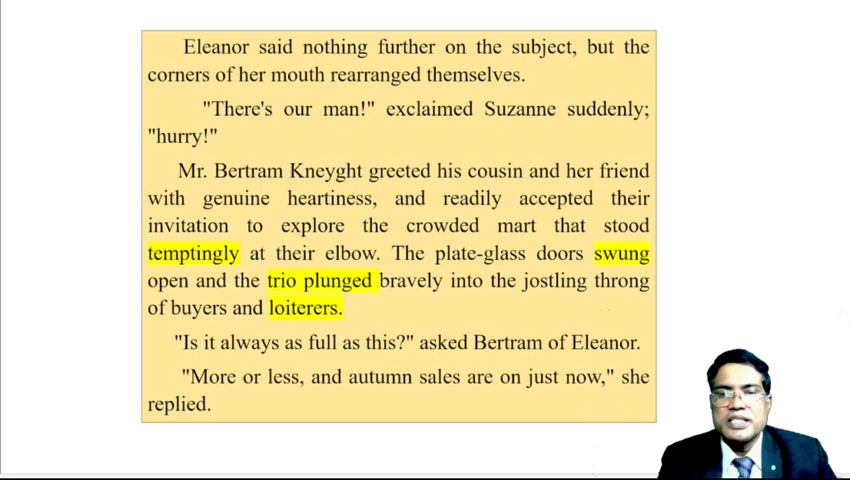 Eleanor said nothing further on the subject, but the
corners of her mouth rearranged themselves.
"There's our man!" exclaimed Suzanne suddenly;
"hurry!"
Mr. Bertram Kneyght greeted his cousin and her friend
with genuine heartiness, and readily accepted their
invitation to explore the crowded mart that stood
temptingly at their elbow. The plate-glass doors swung
open and the trio plunged bravely into the jostling throng
of buyers and loiterers.
"Is it always as full as this?" asked Bertram of Eleanor.
"More or less, and autumn sales are on just now," she
replied.